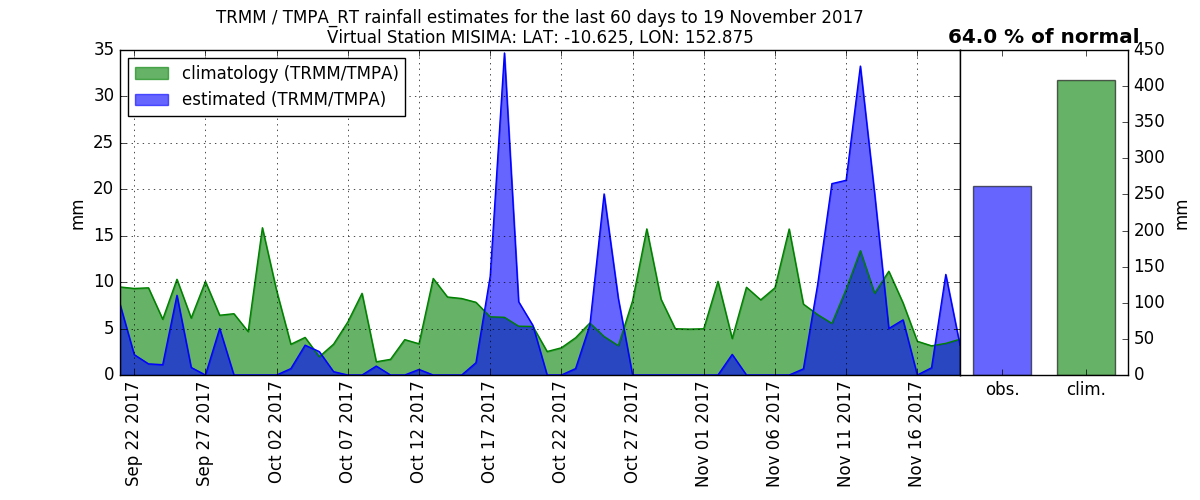 TRMM / TMPA_RT rainfall estimates for the last 60 days to 19 November 2017
Virtual Station MISIMA: LAT: -10.625, LON: 152.875
64.0 % of normal
climatology (TRMM/TMPA)
estimated (TRMM/TMPA)
35
30
25
20
15
10
5
0
mm
450
400
350
300
250
200
150
100
50
0
mm
Sep 22 2017
Sep 27 2017
Oct 02 2017
Oct 07 2017
Oct 12 2017
Oct 17 2017
Oct 22 2017
Oct 27 2017
Nov 01 2017
Nov 06 2017
Nov 11 2017
Nov 16 2017
obs.
clim.